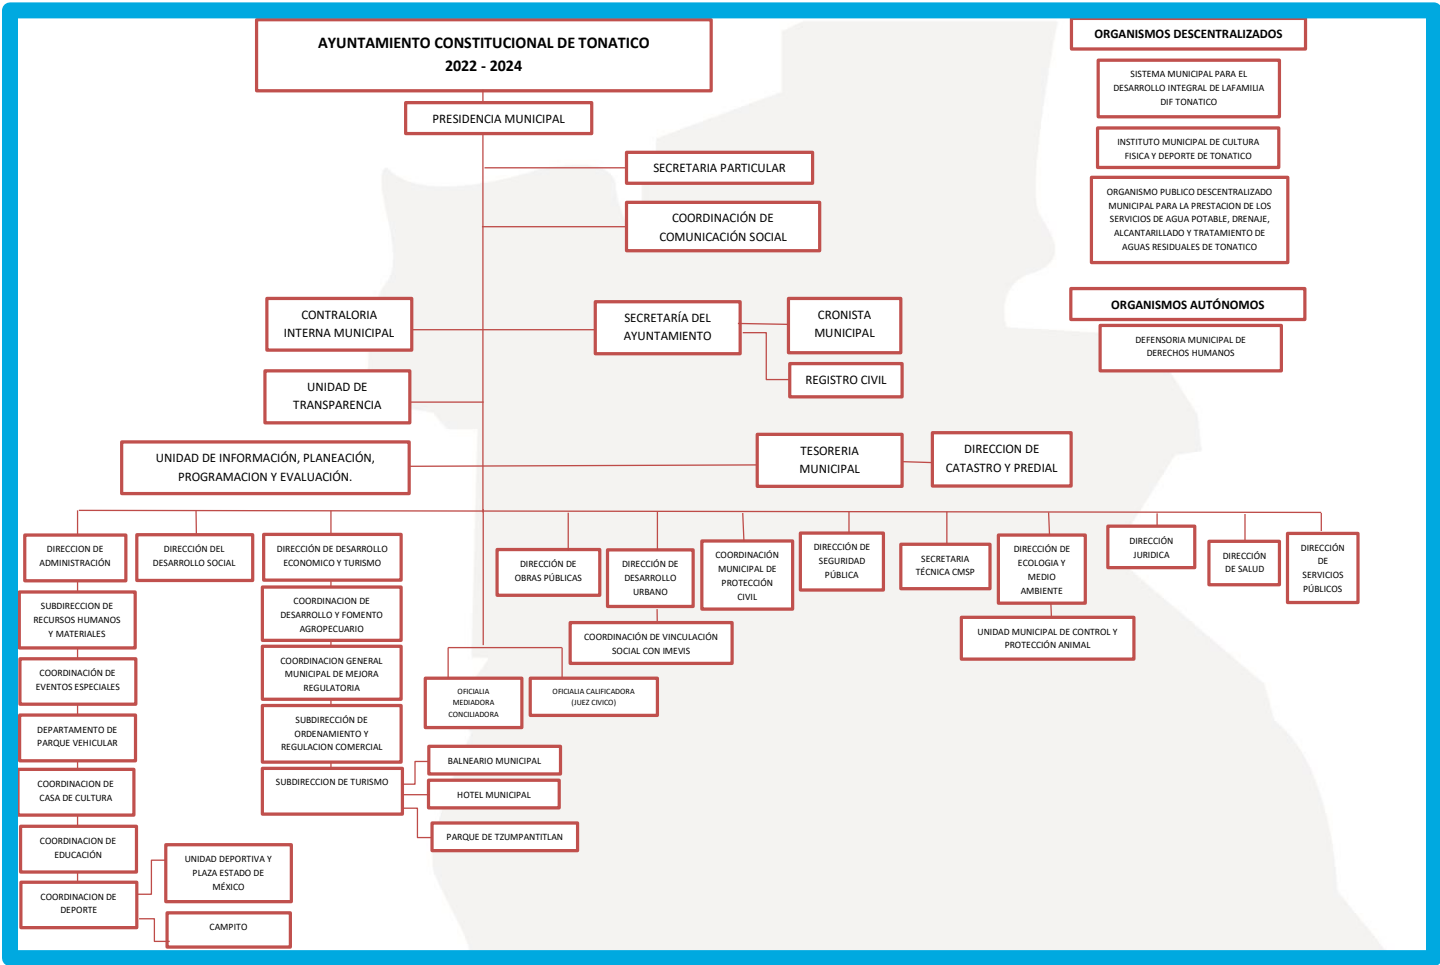 AYUNTAMIENTO CONSTITUCIONAL DE TONATICO
2022 - 2024
PRESIDENCIA MUNICIPAL
SECRETARIA PARTICULAR
COORDINACIÓN DE
COMUNICACIÓN SOCIAL
CONTRALORIA
INTERNA MUNICIPAL
SECRETARÍA DEL
AYUNTAMIENTO
CRONISTA
MUNICIPAL
REGISTRO CIVIL
UNIDAD DE
TRANSPARENCIA
UNIDAD DE INFORMACIÓN, PLANEACIÓN,
PROGRAMACION Y EVALUACIÓN.
TESORERIA
MUNICIPAL
DIRECCION DE
CATASTRO Y PREDIAL
ORGANISMOS DESCENTRALIZADOS
SISTEMA MUNICIPAL PARA EL
DESARROLLO INTEGRAL DE LAFAMILIA
DIF TONATICO
INSTITUTO MUNICIPAL DE CULTURA
FISICA Y DEPORTE DE TONATICO
ORGANISMO PUBLICO DESCENTRALIZADO
MUNICIPAL PARA LA PRESTACION DE LOS
SERVICIOS DE AGUA POTABLE, DRENAJE,
ALCANTARILLADO Y TRATAMIENTO DE
AGUAS RESIDUALES DE TONATICO
ORGANISMOS AUTÓNOMOS
DEFENSORIA MUNICIPAL DE
DERECHOS HUMANOS
DIRECCION DE
ADMINISTRACIÓN
SUBDIRECCION DE
RECURSOS HUMANOS
Y MATERIALES
COORDINACIÓN DE
EVENTOS ESPECIALES
DEPARTAMENTO DE
PARQUE VEHICULAR
COORDINACION DE
CASA DE CULTURA
COORDINACION DE
EDUCACIÓN
COORDINACION DE
DEPORTE
UNIDAD DEPORTIVA Y
PLAZA ESTADO DE
MÉXICO
CAMPITO
DIRECCIÓN DEL
DESARROLLO SOCIAL
DIRECCIÓN DE DESARROLLO
ECONOMICO Y TURISMO
COORDINACION DE
DESARROLLO Y FOMENTO
AGROPECUARIO
COORDINACION GENERAL
MUNICIPAL DE MEJORA
REGULATORIA
SUBDIRECCIÓN DE
ORDENAMIENTO Y
REGULACION COMERCIAL
SUBDIRECCION DE TURISMO
BALNEARIO MUNICIPAL
HOTEL MUNICIPAL
PARQUE DE TZUMPANTITLAN
OFICIALIA
MEDIADORA
CONCILIADORA
OFICIALIA CALIFICADORA
(JUEZ CIVICO)
DIRECCIÓN DE
OBRAS PÚBLICAS
DIRECCIÓN DE
DESARROLLO
URBANO
COORDINACIÓN DE VINCULACIÓN
SOCIAL CON IMEVIS
COORDINACIÓN
MUNICIPAL DE
PROTECCIÓN
CIVIL
DIRECCIÓN DE
SEGURIDAD
PÚBLICA
SECRETARIA
TÉCNICA CMSP
DIRECCIÓN DE
ECOLOGIA Y
MEDIO
AMBIENTE
UNIDAD MUNICIPAL DE CONTROL Y
PROTECCIÓN ANIMAL
DIRECCIÓN
JURIDICA
DIRECCIÓN
DE SALUD
DIRECCIÓN
DE
SERVICIOS
PÚBLICOS